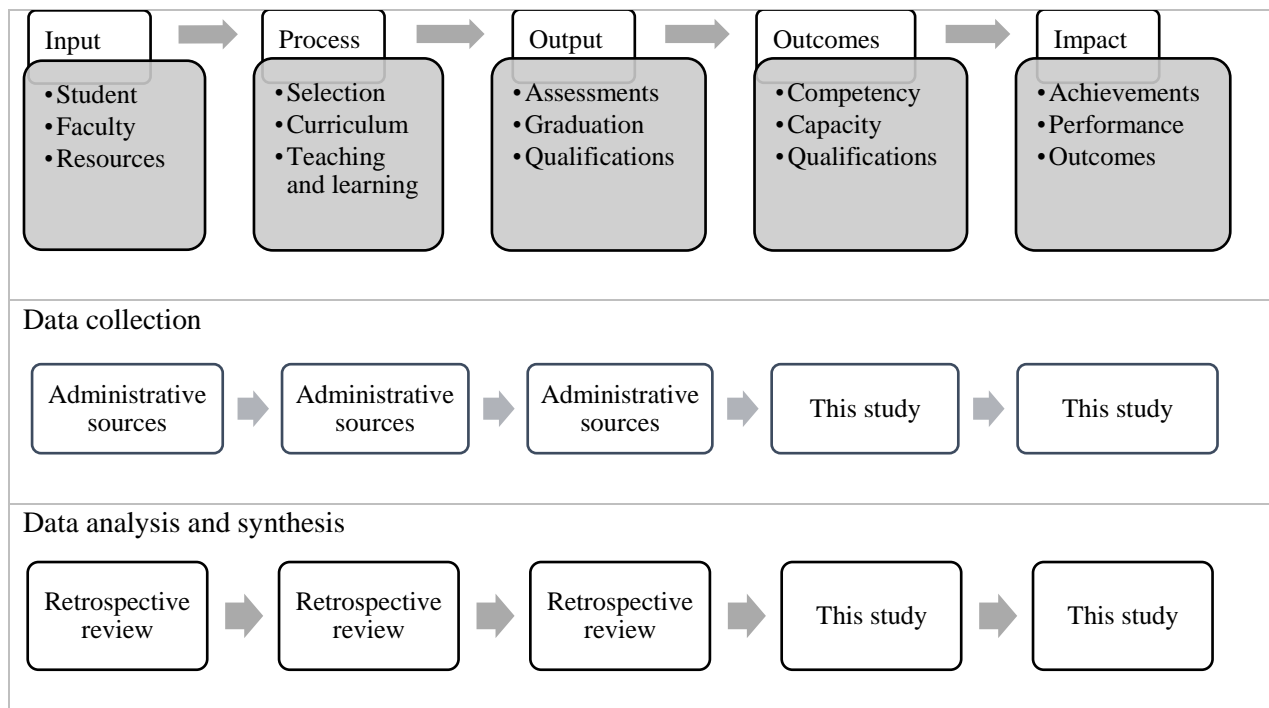 Input
Process
Output
Outcomes
Impact
•Student
•Faculty
•Resources
•Selection
•Curriculum
•Teaching
and learning
•Assessments
•Graduation
•Qualifications
•Competency
•Capacity
•Qualifications
•Achievements
•Performance
•Outcomes
Data collection
Administrative
sources
Administrative
sources
Administrative
sources
This study
This study
Data analysis and synthesis
Retrospective
review
Retrospective
review
Retrospective
review
This study
This study